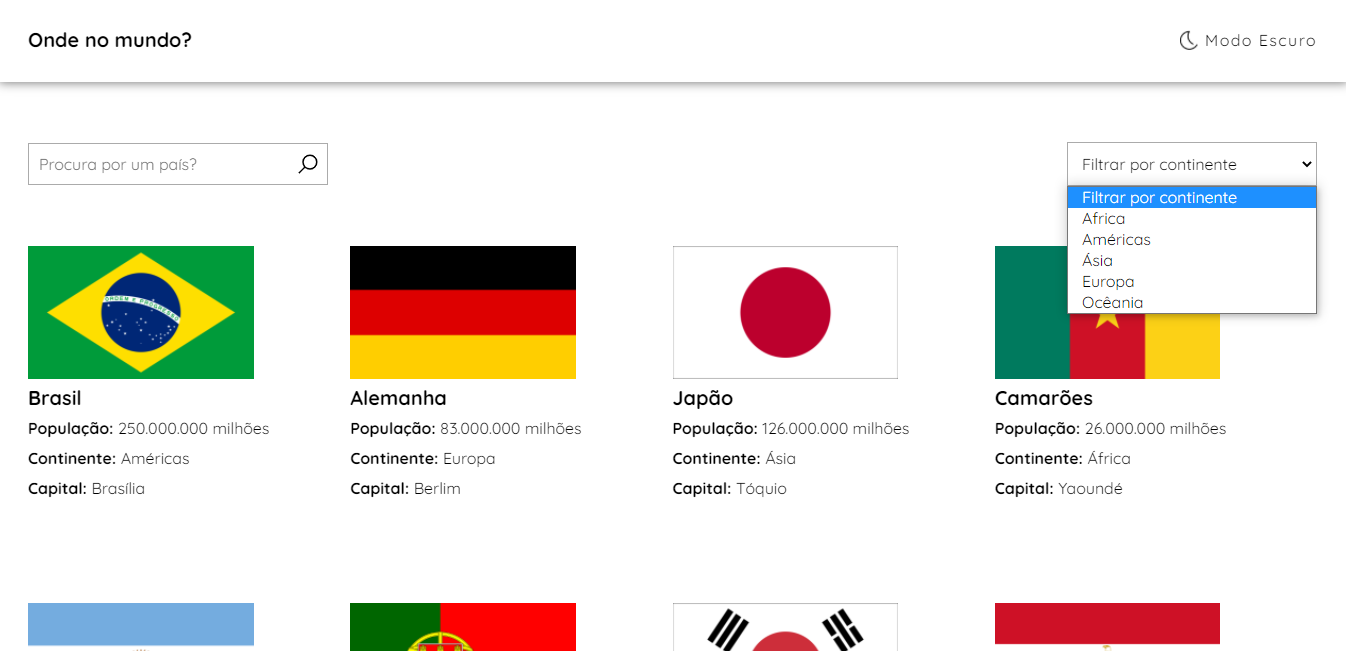 Onde no mundo?
Modo Escuro
Procura por um país?
Filtrar por continente
Filtrar por continente
Africa
Américas
Ásia
Europa
Ocêania
ORDEM E PROGRESSO
Brasil
População: 250.000.000 milhões
Continente: Américas
Capital: Brasília
Alemanha
População: 83.000.000 milhões
Continente: Europa
Capital: Berlim
Japão
População: 126.000.000 milhões
Continente: Ásia
Capital: Tóquio
Camarões
População: 26.000.000 milhões
Continente: África
Capital: Yaoundé